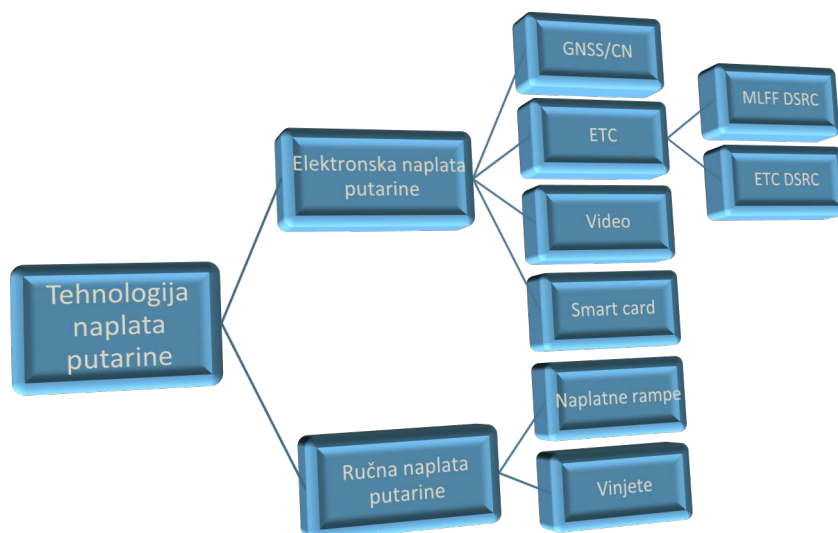 Tehnologija
naplata
putarine
Elektronska naplata
putarine
GNSS/CN
ETC
MLFF DSRC
ETC DSRC
Video
Smart card
Ručna naplata
putarine
Naplatne rampe
Vinjete